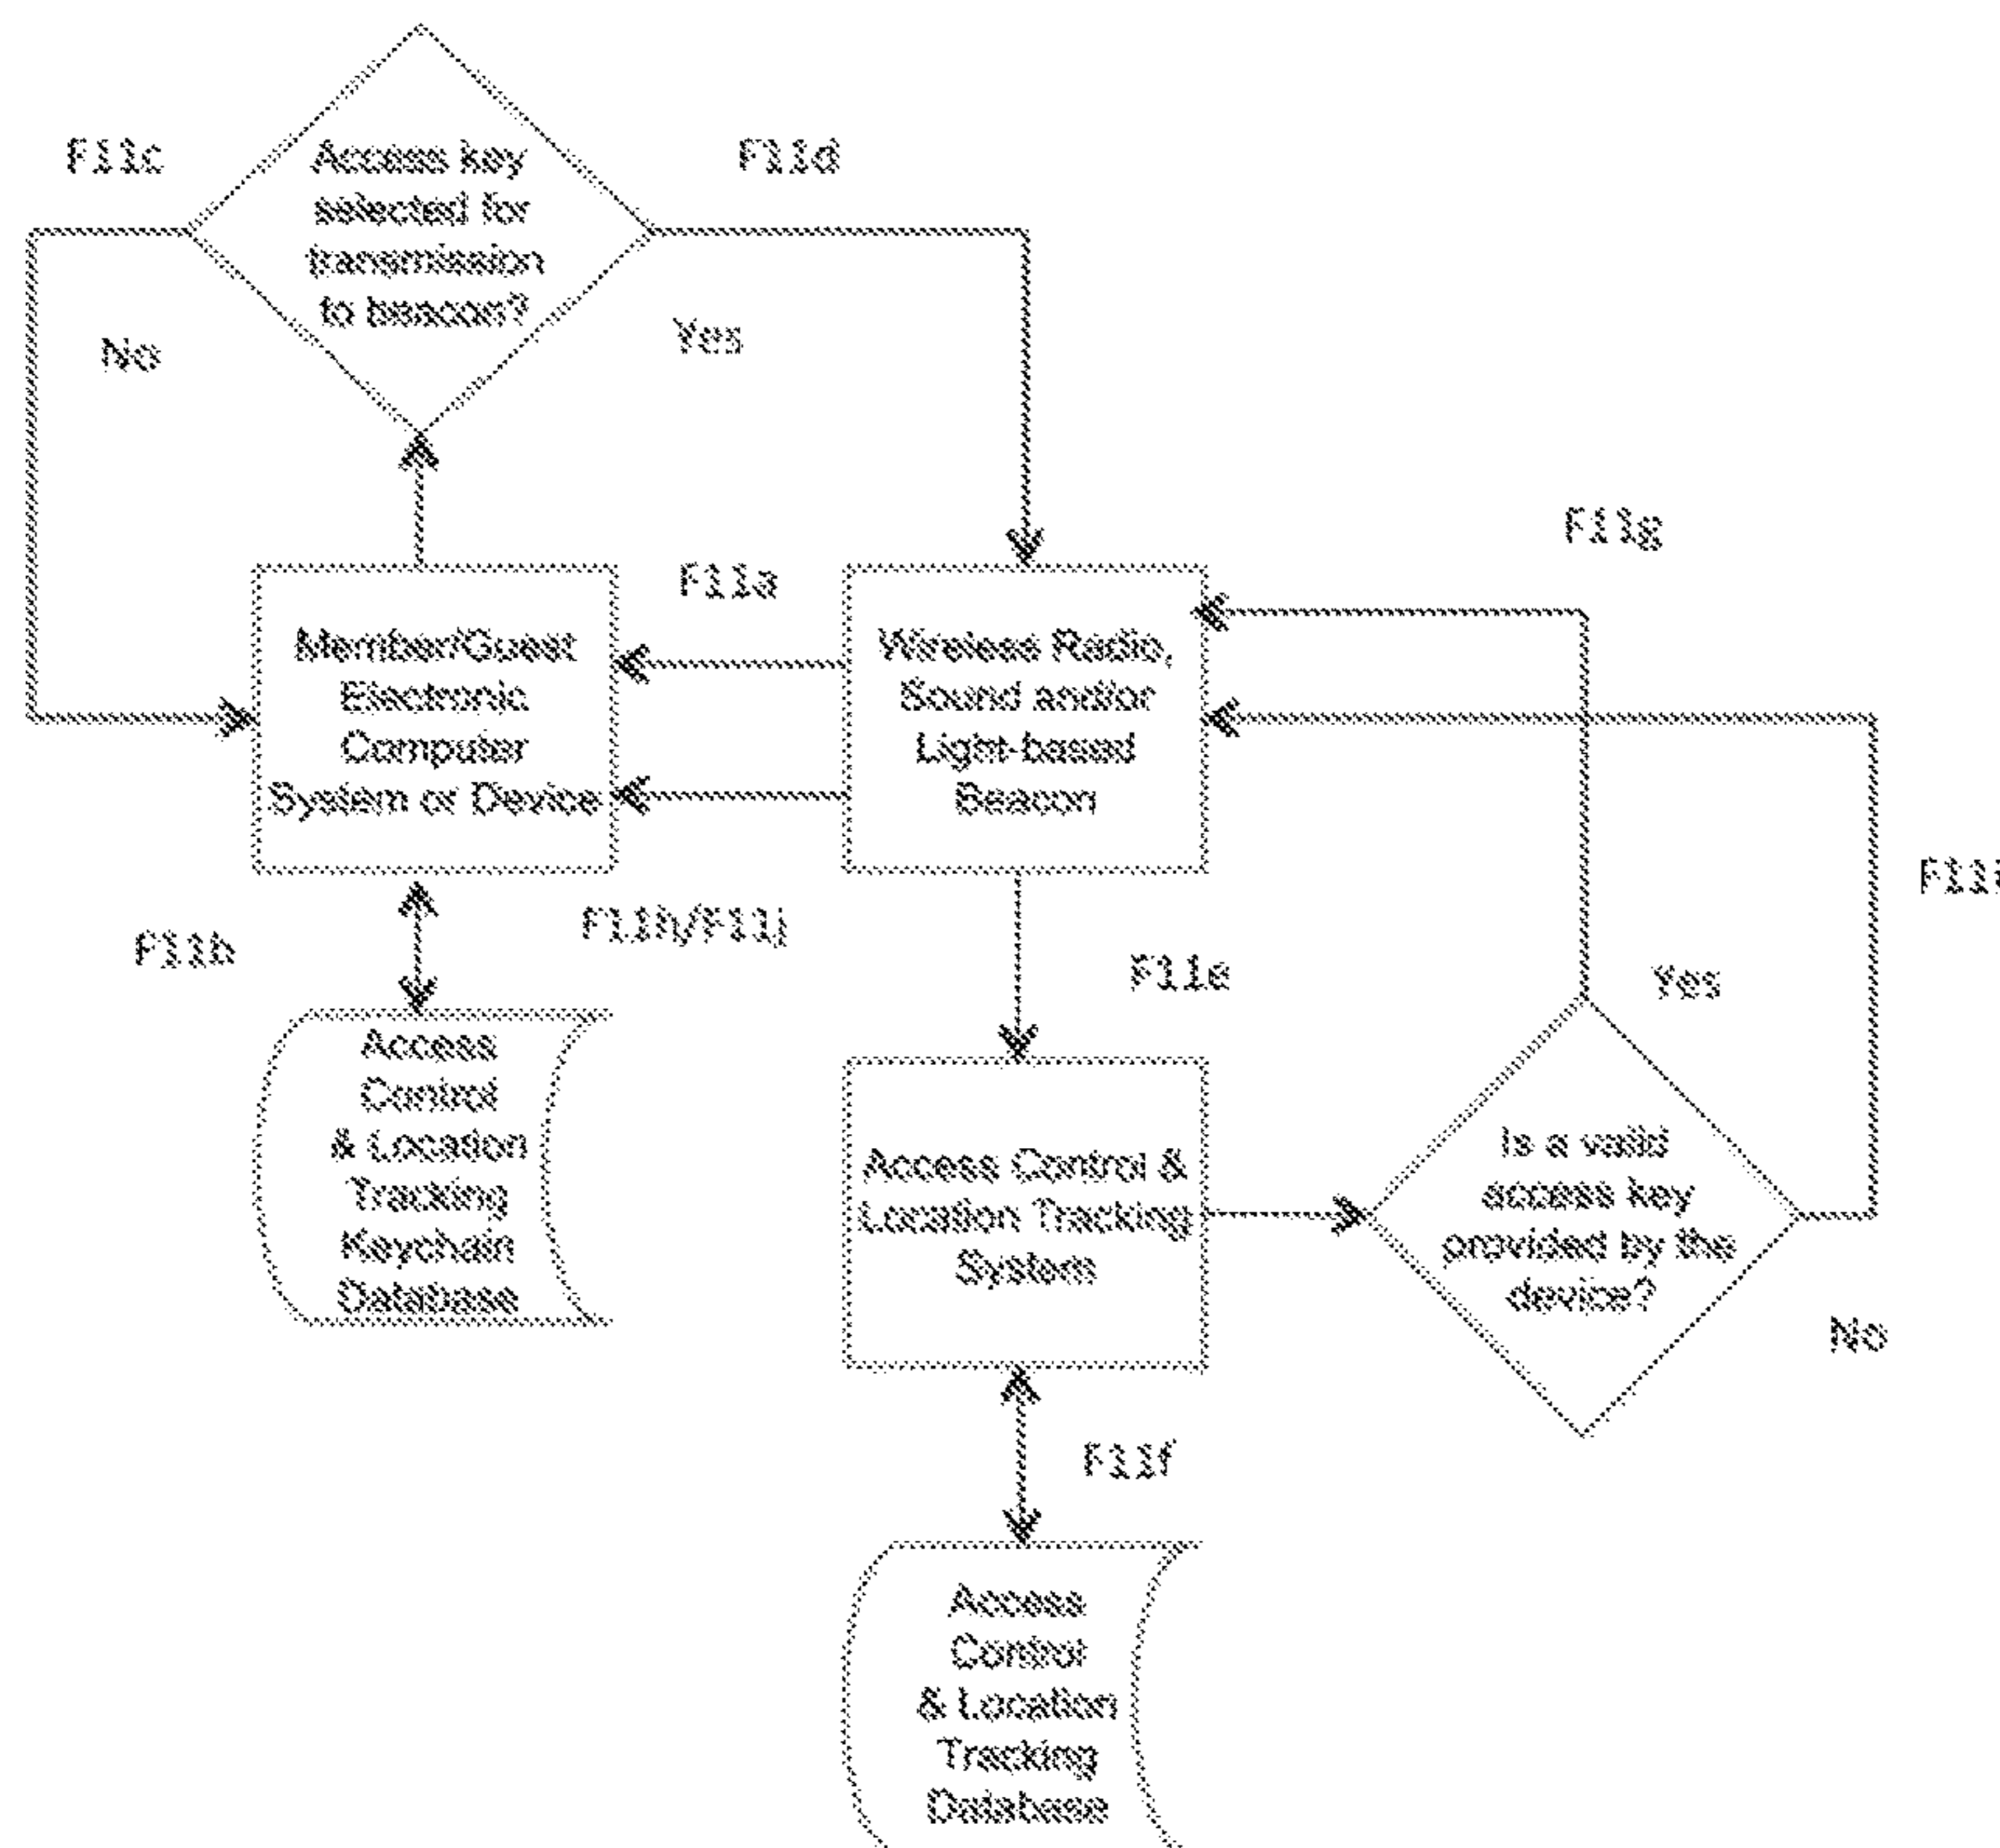 F11c
Access key
selected for
transmission
to beacon?
F11d
No
Yes
F11g
F11a
Member/Guest
Electronic
Computer
System or Device
Wireless Radio,
Sound and/or
Light-based
Beacon
F11b
F11h/F11j
F11e
Yes
Access
Control
& Location
Tracking
Keychain
Database
Access Control &
Location Tracking
System
Is a valid
access key
provided by the
device?
No
F11f
Access
Control
& Location
Tracking
Database